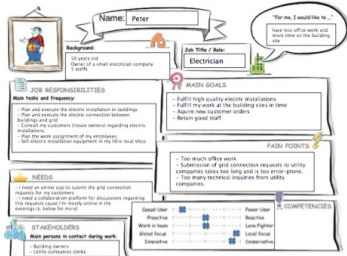 Name: Peter
"For me, I would like to ..."
have less office work and
more time on the building
site
Background:
50 years old
Owner of a small electrician company
5 staffs
Job Title / Role:
Electrician
JOB RESPONSIBILITIES
Main tasks and frequency:
- Plan and execute the electric installation in buildings
- Plan and execute the electric connection between
buildings and grid
- Consult my customers (house owners) regarding electric
installations.
- Plan the work assignment of my employees.
- Sell electric installation equipment in my little local shop
MAIN GOALS
- Fulfill high quality electric installations
- Fulfill my work at the building sites in time
- Aquire new customer orders
- Retain good staff
PAIN POINTS
- Too much office work
- Submission of grid connection requests to utility
companies takes too long and is too error-prone.
- Too many technical inquiries from utility
companies.
NEEDS
- I need an online app to submit the grid connection
requests for my customers
- I need a collaboration platform for discussions regarding
this requests cause I'm mostly online in the
evenings (s. below for more)
COMPETENCIES
Casual User Power User
Proactive Reactive
Work in team Lone Fighter
Global focus Local focus
Innovative Conservative
STAKEHOLDERS
Main persons in contact during work:
- Building owners
- Utility companies clerks